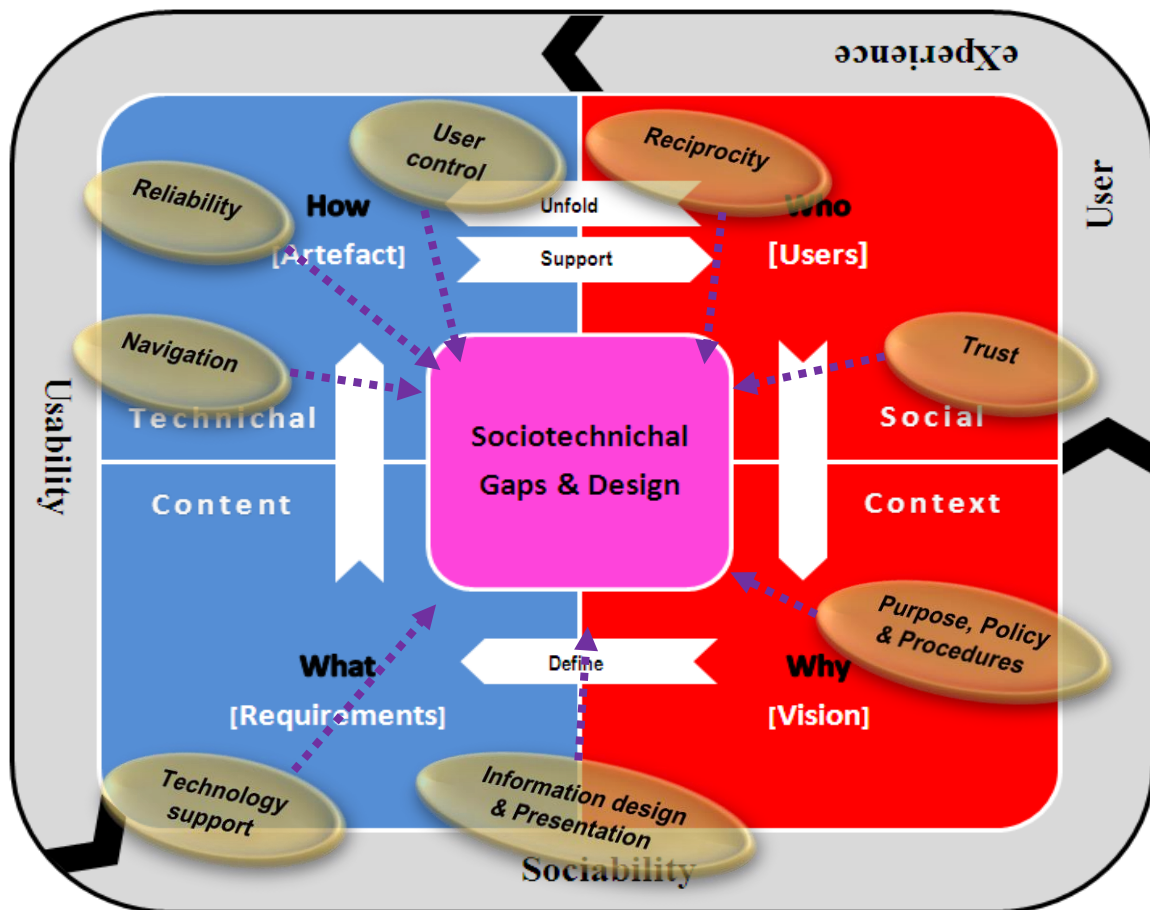 eXperience
User
control
Reciprocity
Reliability
How
Unfold
Who
User
[Artefact]
Support
[Users]
Navigation
Trust
Usability
Technichal
Social
Sociotechnichal
Gaps & Design
Content
Context
Purpose, Policy
& Procedures
What
Define
Why
[Requirements]
[Vision]
Technology
support
Information design
& Presentation
Sociability